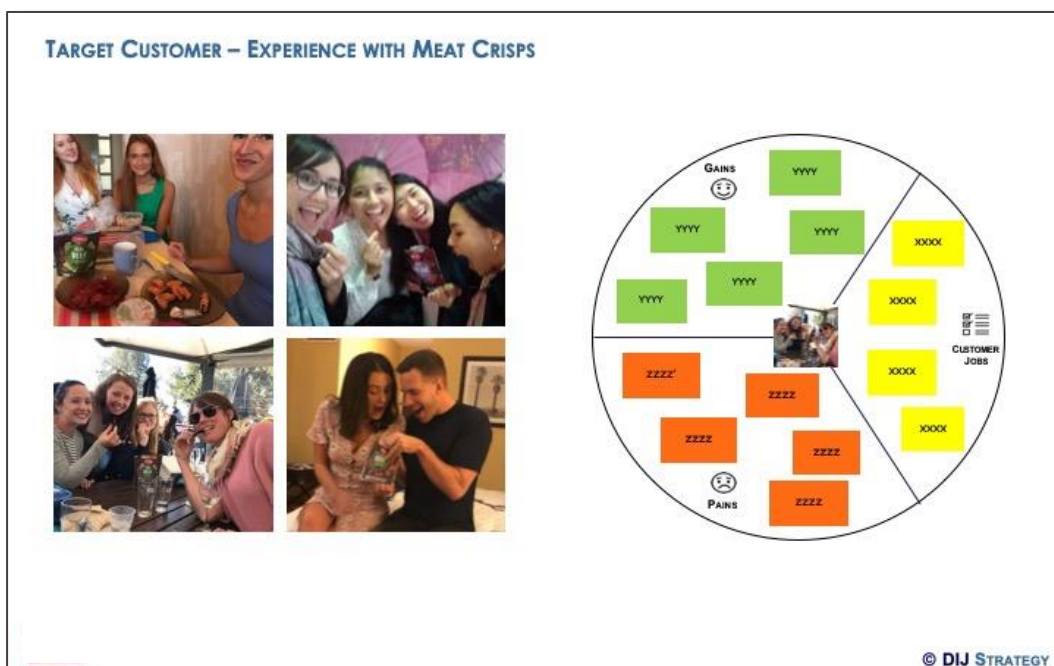 TARGET CUSTOMER – EXPERIENCE WITH MEAT CRISPS
GAINS
YYYY
YYYY
YYYY
YYYY
YYYY
XXXX
XXXX
CUSTOMER
JOBS
XXXX
XXXX
ZZZZ'
ZZZZ
ZZZZ
ZZZZ
ZZZZ
PAINS
© DIJ STRATEGY